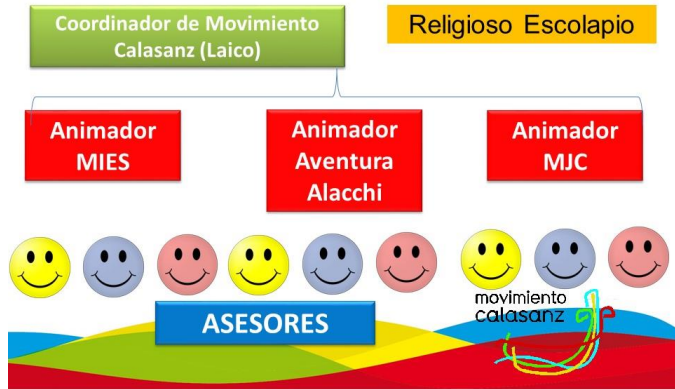 Coordinador de Movimiento
Calasanz (Laico)
Religioso Escolapio
Animador
MIES
Animador
Aventura
Alacchi
Animador
MJC
ASESORES
movimiento
calasanz